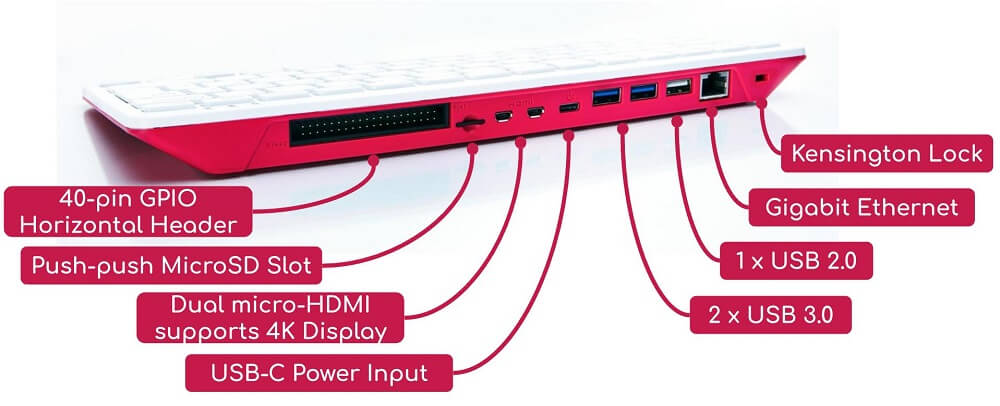 HDMI
Kensington Lock
40-pin GPIO
Horizontal Header
Gigabit Ethernet
Push-push MicroSD Slot
1 x USB 2.0
Dual micro-HDMI
supports 4K Display
2 x USB 3.0
USB-C Power Input